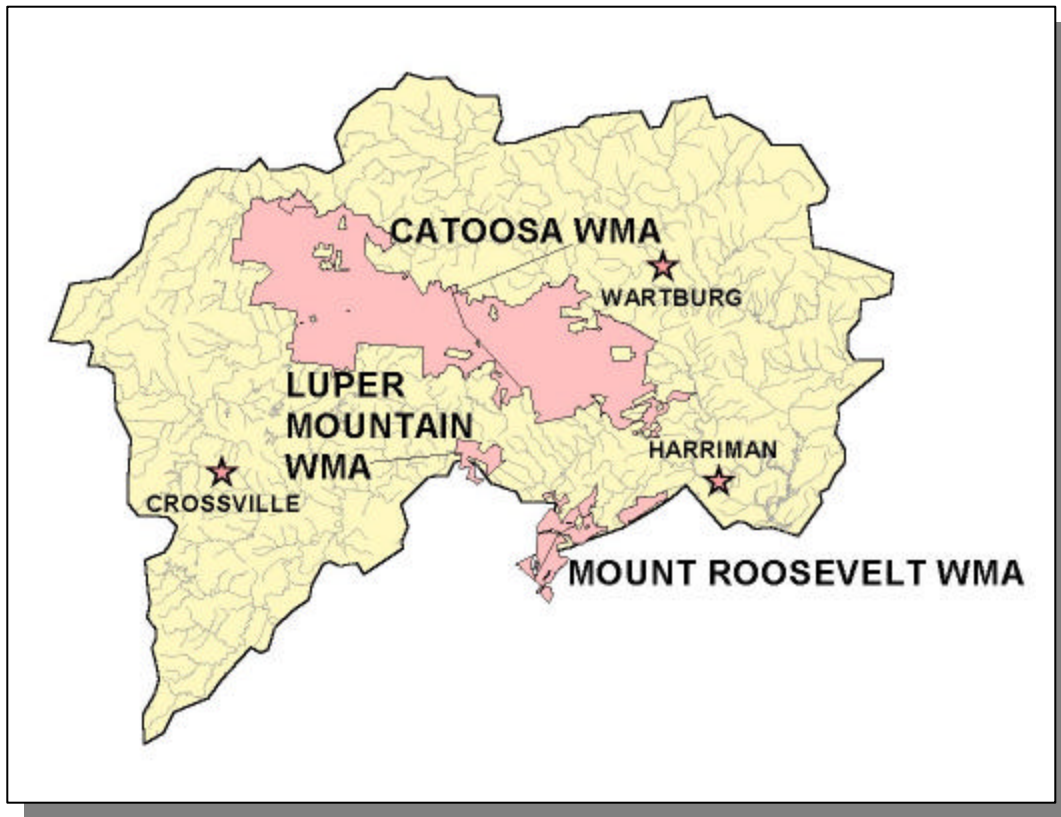 CATOOSA WMA
WARTBURG
LUPER
MOUNTAIN
WMA
HARRIMAN
CROSSVILLE
MOUNT ROOSEVELT WMA